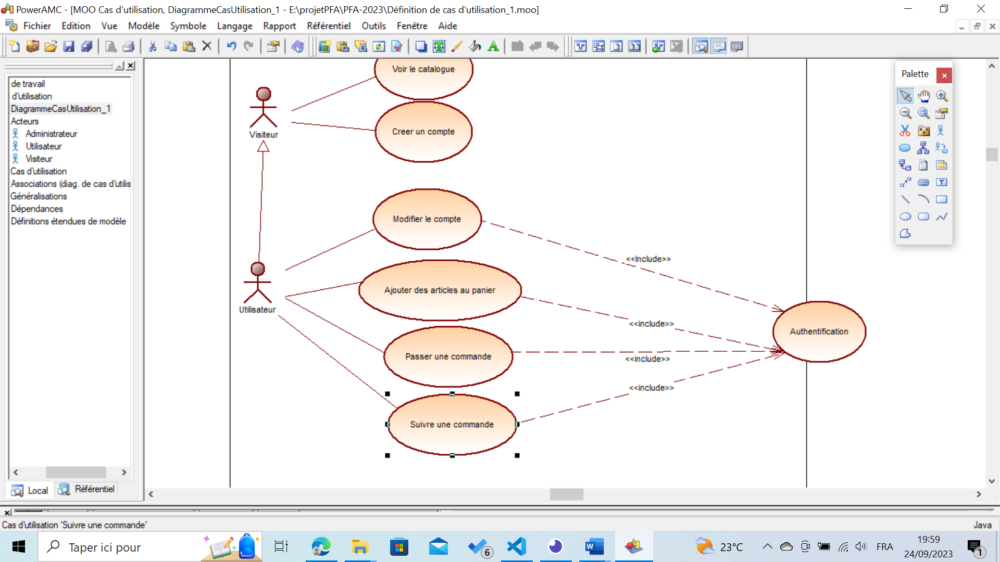 PowerAMC - [MOO Cas d'utilisation, DiagrammeCasUtilisation_1 - E:\projetPFA\PFA-2023\Définition de cas d'utilisation_1.moo]
Fichier Edition Vue Modèle Symbole Langage Rapport Référentiel Outils Fenêtre Aide
de travail
d'utilisation
DiagrammeCasUtilisation_1
Acteurs
Administrateur
Utilisateur
Visiteur
Cas d'utilisation
Associations (diag. de cas d'utilis
Généralisations
Dépendances
Définitions étendues de modèle
Local Référentiel
Voir le catalogue
Visiteur
Creer un compte
Modifier le compte
<<Include>>
Ajouter des articles au panier
Utilisateur
<<include>>
Authentification
Passer une commande
<<include>>
<<include>>
Suivre une commande
Palette
Cas d'utilisation 'Suivre une commande'
Java
Taper ici pour
6
W
23°C
FRA
19:59
24/09/2023
1